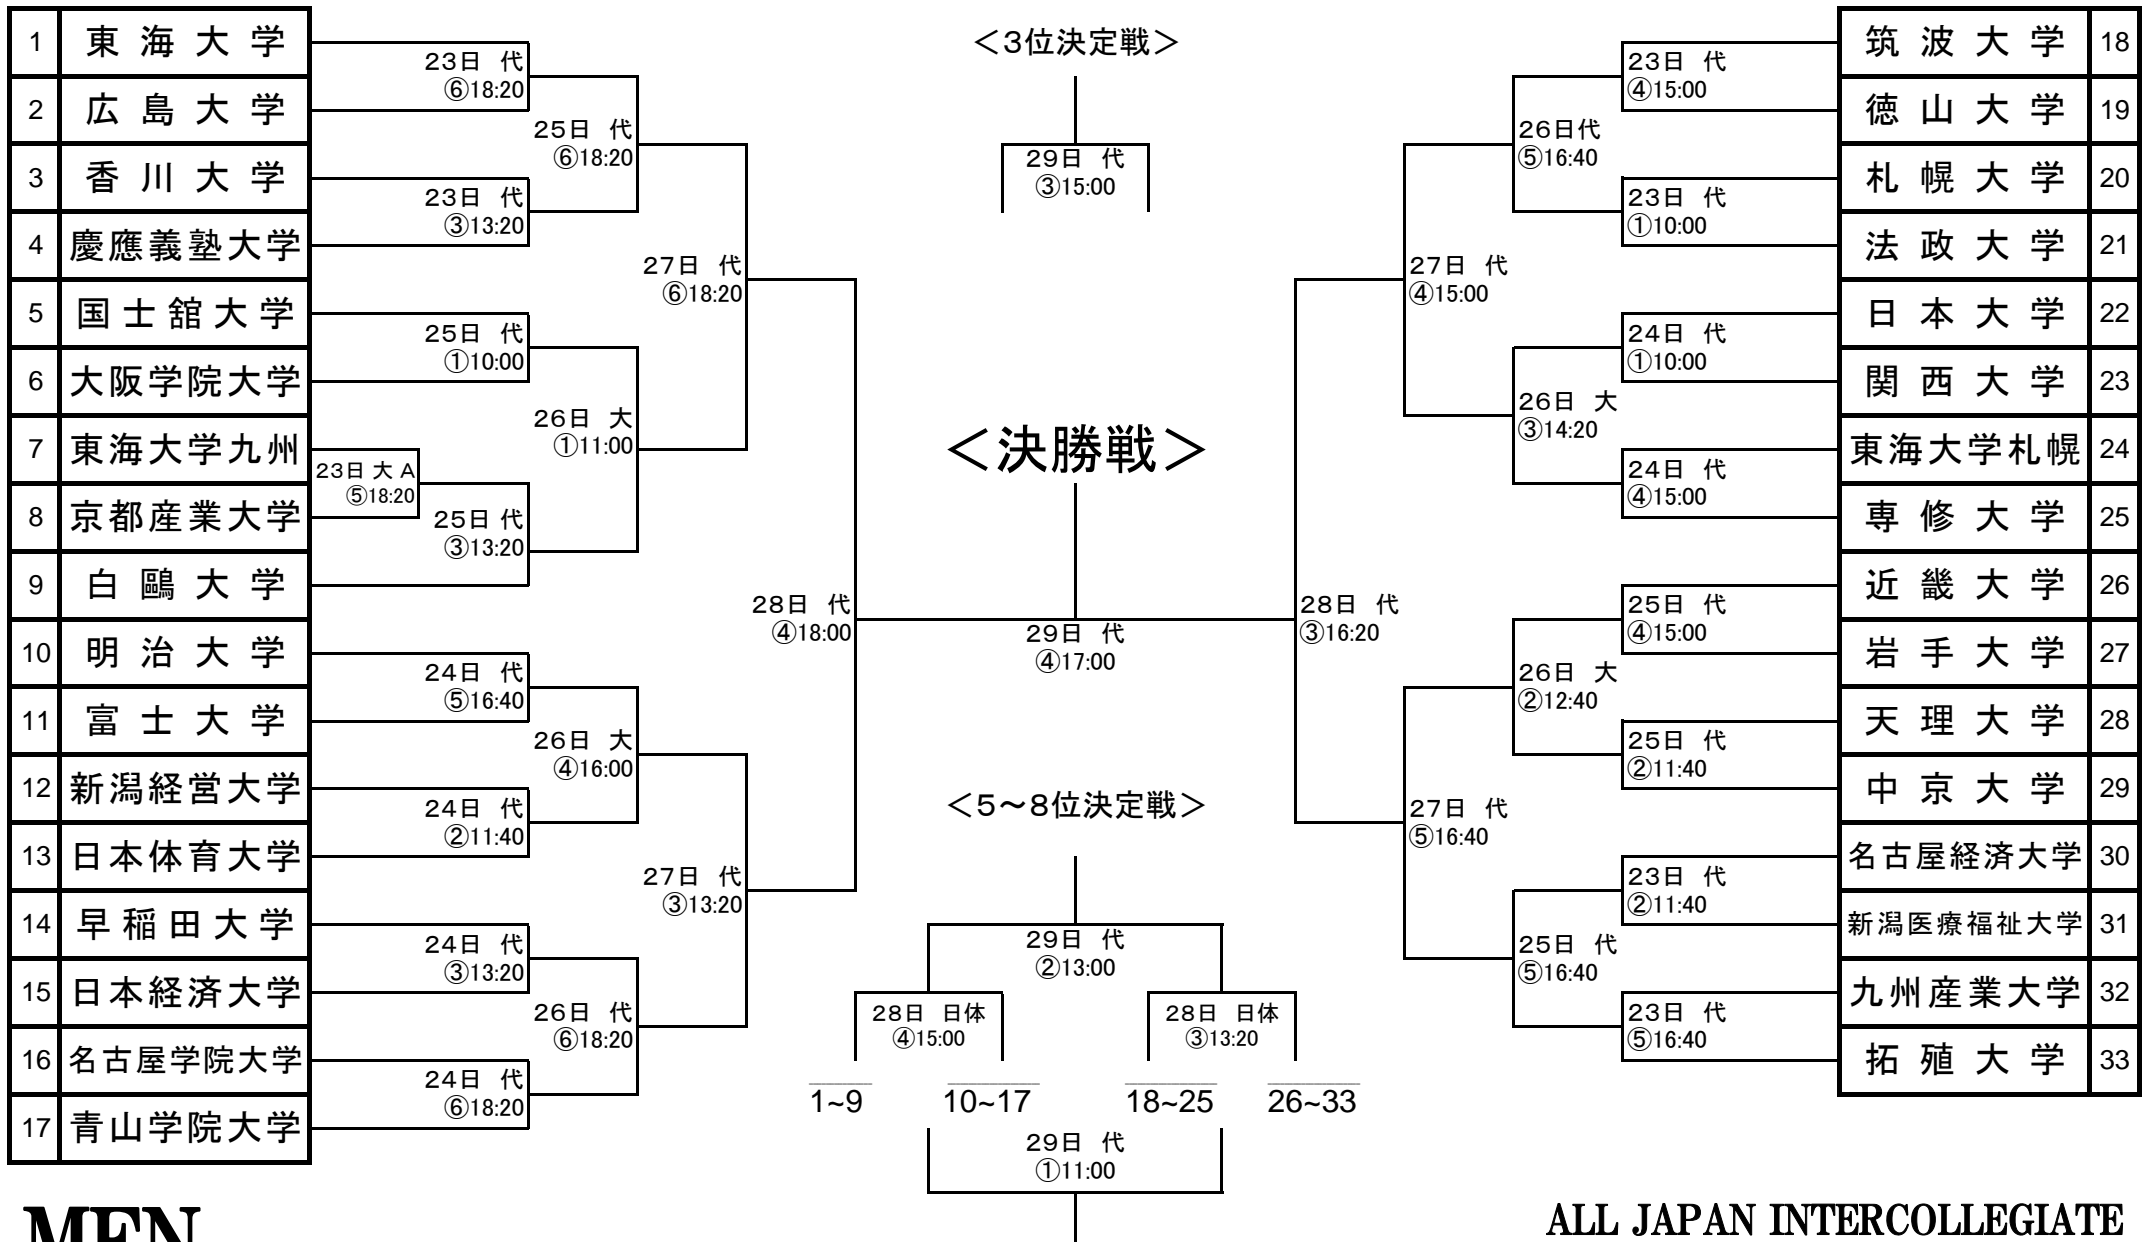 1 東海大学
2 広島大学
3 香川大学
4 慶應義塾大学
5 国士舘大学
6 大阪学院大学
7 東海大学九州
8 京都産業大学
9 白鷗大学
10 明治大学
11 富士大学
12 新潟経営大学
13 日本体育大学
14 早稲田大学
15 日本経済大学
16 名古屋学院大学
17 青山学院大学
23日 代
⑥18:20
23日 代
③13:20
25日 代
①10:00
23日 大 A
⑤18:20
25日 代
③13:20
24日 代
⑤16:40
24日 代
②11:40
24日 代
③13:20
24日 代
⑥18:20
25日 代
⑥18:20
26日 大
①11:00
26日 大
④16:00
26日 代
⑥18:20
27日 代
⑥18:20
27日 代
③13:20
28日 代
④18:00
<3位決定戦>
29日 代
③15:00
<決勝戦>
29日 代
④17:00
<5〜8位決定戦>
29日 代
②13:00
28日 日体
④15:00
28日 日体
③13:20
1~9 10~17 18~25 26~33
29日 代
①11:00
28日 代
③16:20
27日 代
④15:00
27日 代
⑤16:40
26日代
⑤16:40
26日 大
③14:20
26日 大
②12:40
25日 代
⑤16:40
23日 代
④15:00
23日 代
①10:00
24日 代
①10:00
24日 代
④15:00
25日 代
④15:00
25日 代
②11:40
23日 代
②11:40
23日 代
⑤16:40
筑波大学 18
徳山大学 19
札幌大学 20
法政大学 21
日本大学 22
関西大学 23
東海大学札幌 24
専修大学 25
近畿大学 26
岩手大学 27
天理大学 28
中京大学 29
名古屋経済大学 30
新潟医療福祉大学 31
九州産業大学 32
拓殖大学 33
MEN
ALL JAPAN INTERCOLLEGIATE